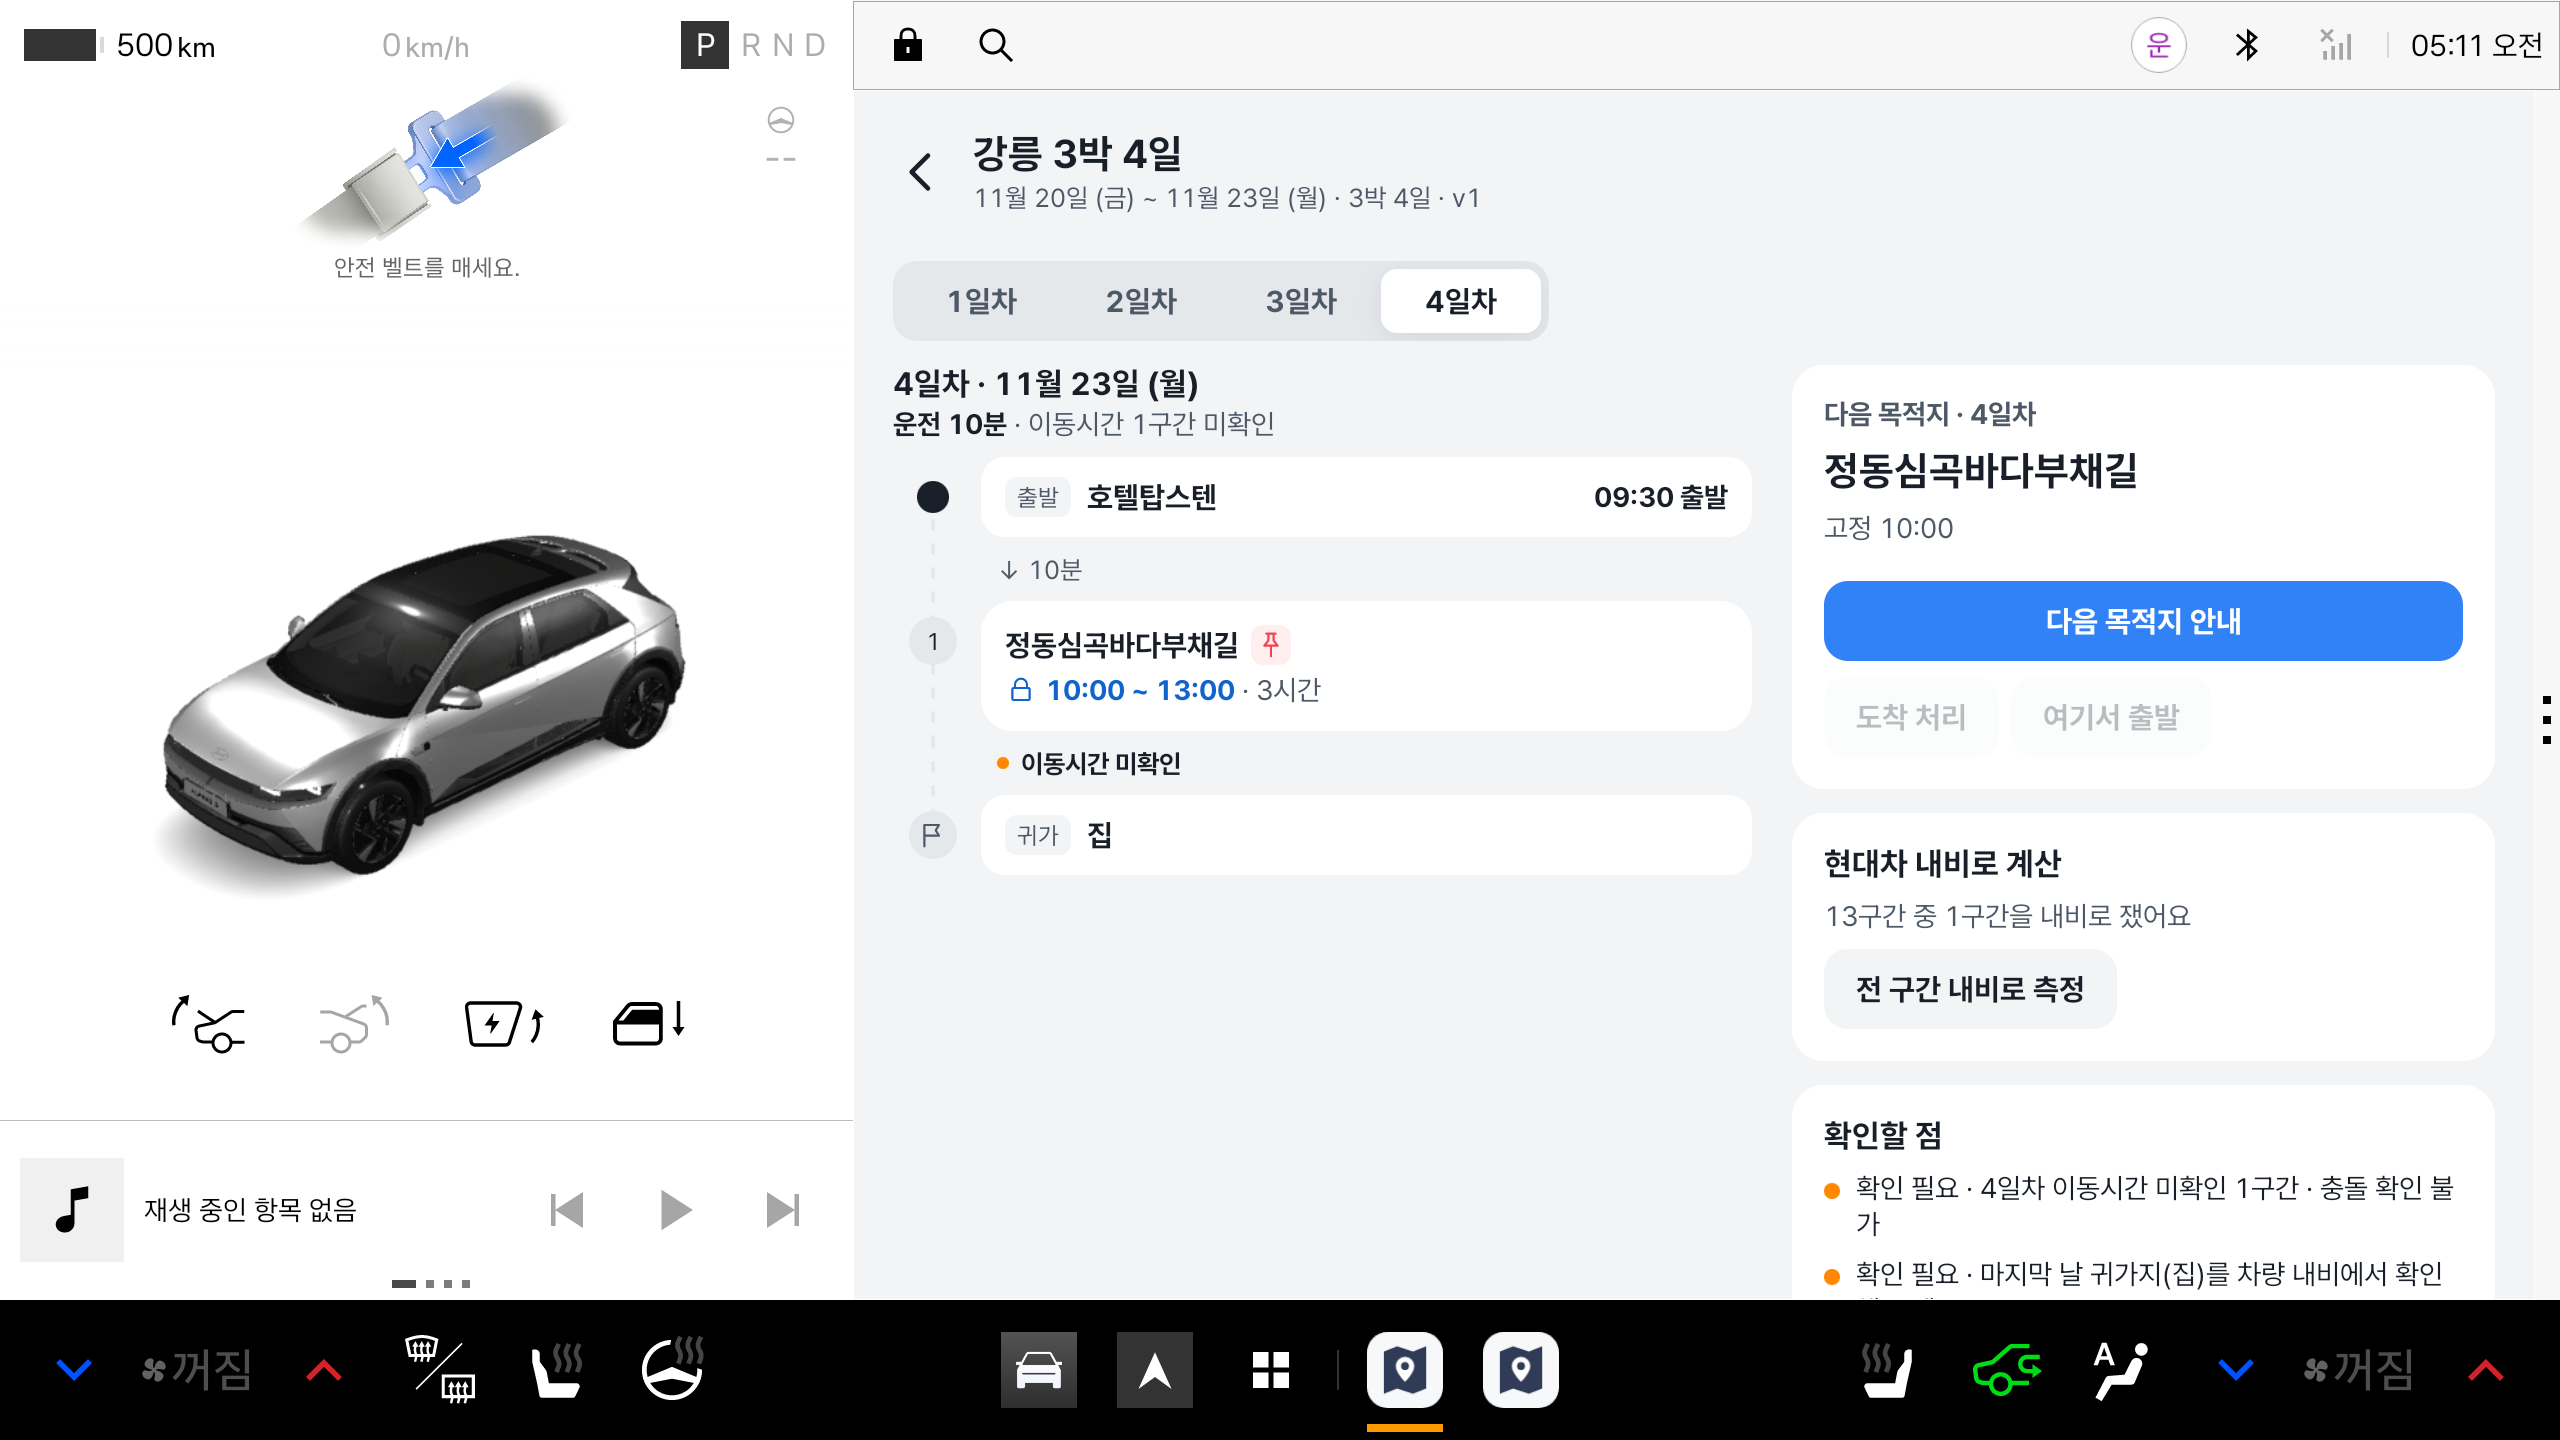 500 km
0 km/h
P R N D
운
05:11 오전
--
안전 벨트를 매세요.
강릉 3박 4일
11월 20일 (금) ~ 11월 23일 (월) · 3박 4일 · v1
1일차
2일차
3일차
4일차
4일차 · 11월 23일 (월)
운전 10분 · 이동시간 1구간 미확인
출발 호텔탑스텐 09:30 출발
↓ 10분
1
정동심곡바다부채길
10:00 ~ 13:00 · 3시간
이동시간 미확인
귀가 집
다음 목적지 · 4일차
정동심곡바다부채길
고정 10:00
다음 목적지 안내
도착 처리
여기서 출발
현대차 내비로 계산
13구간 중 1구간을 내비로 쟀어요
전 구간 내비로 측정
확인할 점
확인 필요 · 4일차 이동시간 미확인 1구간 · 충돌 확인 불
가
확인 필요 · 마지막 날 귀가지(집)를 차량 내비에서 확인
재생 중인 항목 없음
꺼짐
A
꺼짐